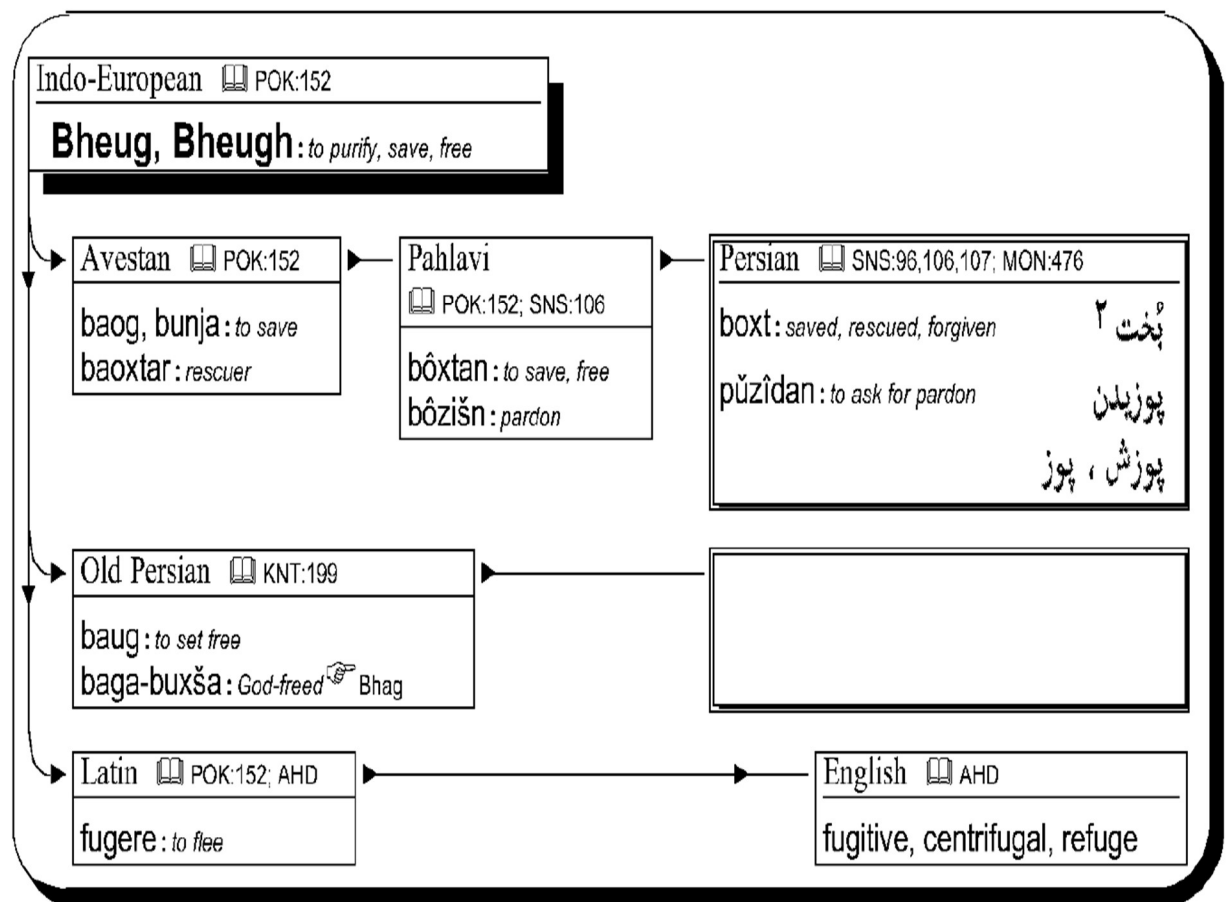 Indo-European 🕮 POK:152
Bheug, Bheugh : to purify, save, free
Avestan 🕮 POK:152
baog, bunja : to save
baoxtar : rescuer
Pahlavi
🕮 POK:152; SNS:106
bôxtan : to save, free
bôzišn : pardon
Persian 🕮 SNS:96,106,107; MON:476
boxt : saved, rescued, forgiven بُخت ۲
pŭzîdan : to ask for pardon پوزیدن
پوزش ، پوز
Old Persian 🕮 KNT:199
baug : to set free
baga-buxša : God-freed ☞ Bhag
Latin 🕮 POK:152; AHD
fugere : to flee
English 🕮 AHD
fugitive, centrifugal, refuge